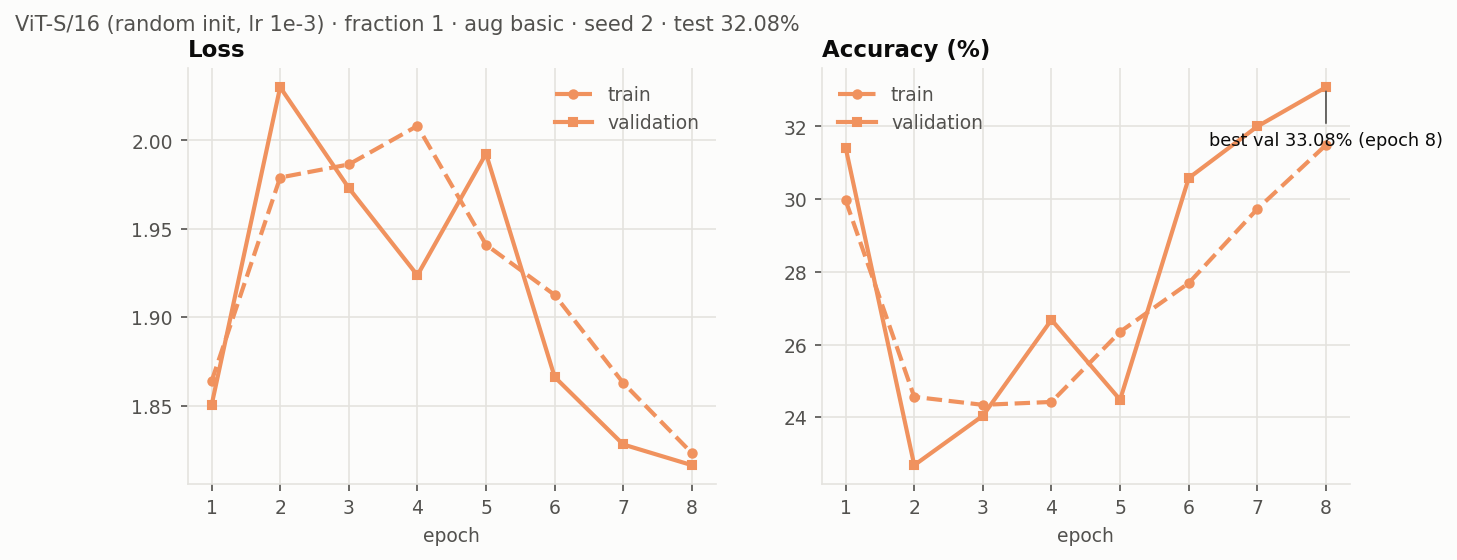 ViT-S/16 (random init, lr 1e-3) · fraction 1 · aug basic · seed 2 · test 32.08%
Loss
train
validation
2.00
1.95
1.90
1.85
1 2 3 4 5 6 7 8
epoch
Accuracy (%)
train
validation
best val 33.08% (epoch 8)
32
30
28
26
24
1 2 3 4 5 6 7 8
epoch